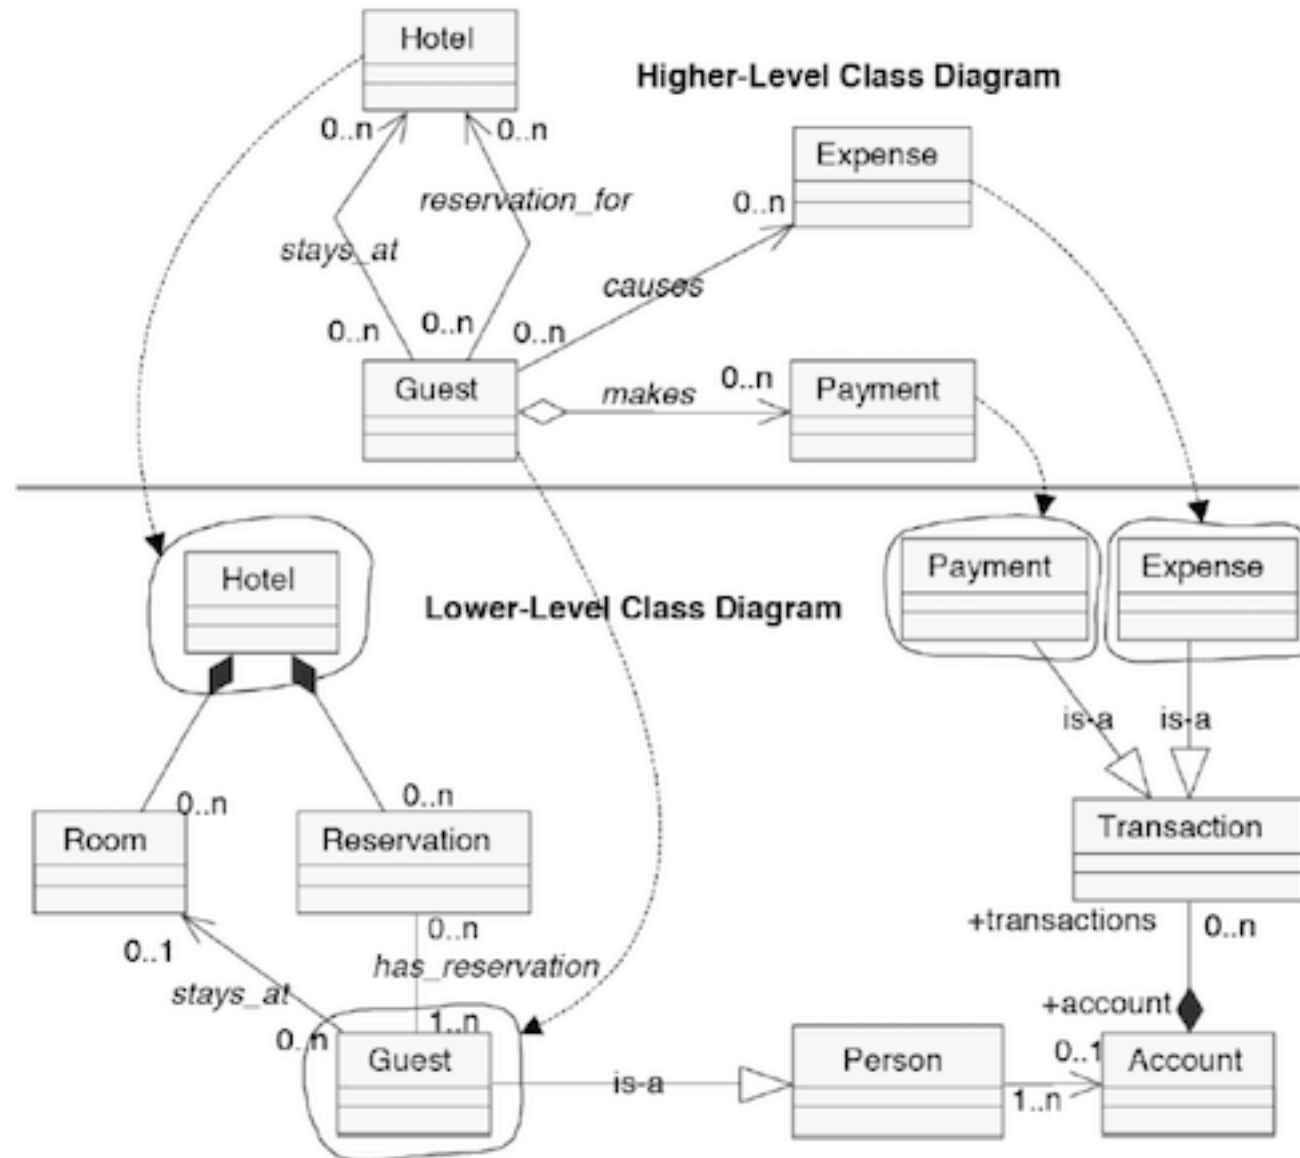 Hotel
Higher-Level Class Diagram
0..n
0..n
Expense
reservation_for
0..n
stays_at
causes
0..n
0..n
0..n
Guest
makes
0..n
Payment
Hotel
Payment
Expense
Lower-Level Class Diagram
is-a
is-a
0..n
0..n
Room
Reservation
Transaction
0..n
+transactions
0..n
0..1
has_reservation
stays_at
+account
0..n
1..n
Guest
is-a
Person
0..1
1..n
Account